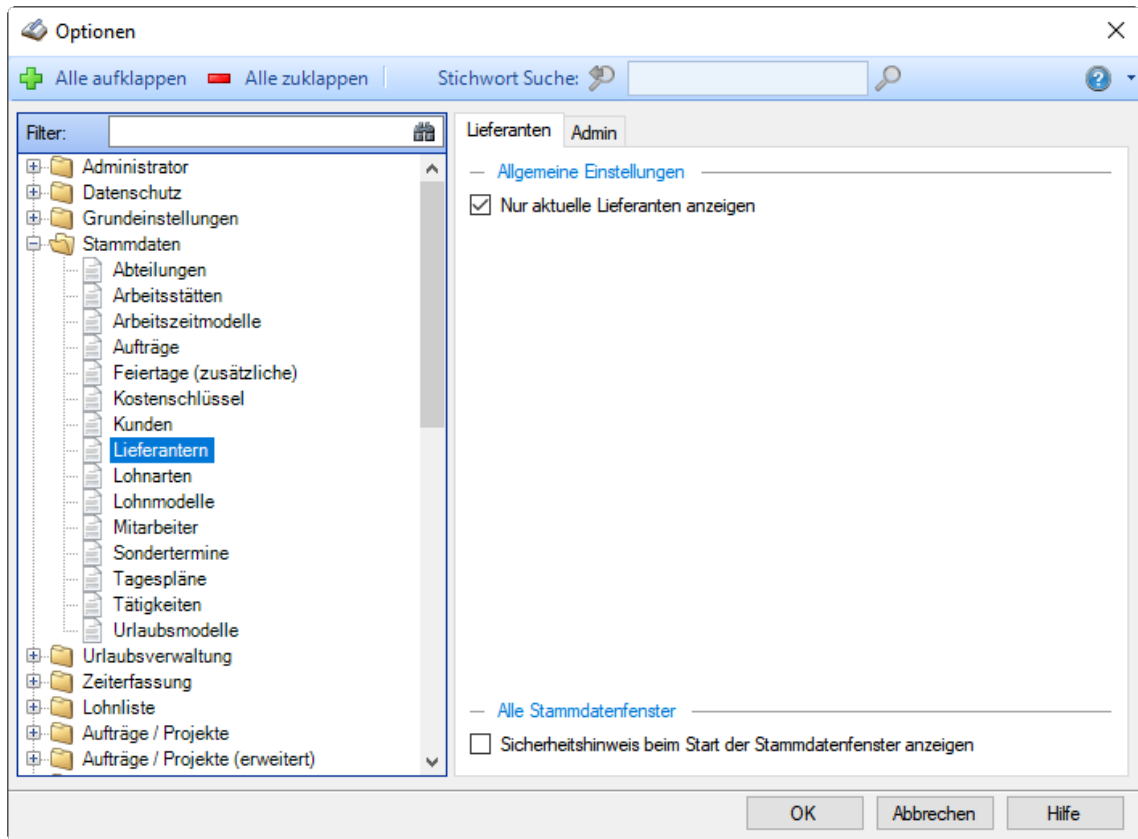 Optionen
Alle aufklappen Alle zuklappen Stichwort Suche:
Filter:
Administrator
Datenschutz
Grundeinstellungen
Stammdaten
Abteilungen
Arbeitsstätten
Arbeitszeitmodelle
Aufträge
Feiertage (zusätzliche)
Kostenschlüssel
Kunden
Lieferantern
Lohnarten
Lohnmodelle
Mitarbeiter
Sondertermine
Tagespläne
Tätigkeiten
Urlaubsmodelle
Urlaubsverwaltung
Zeiterfassung
Lohnliste
Aufträge / Projekte
Aufträge / Projekte (erweitert)
Lieferanten Admin
Allgemeine Einstellungen
Nur aktuelle Lieferanten anzeigen
Alle Stammdatenfenster
Sicherheitshinweis beim Start der Stammdatenfenster anzeigen
OK Abbrechen Hilfe